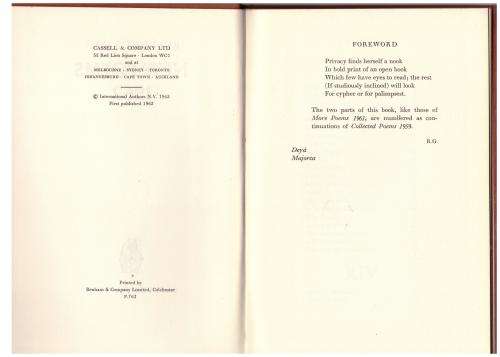 CASSELL & COMPANY LTD
35 Red Lion Square · London WC1
and at
MELBOURNE · SYDNEY · TORONTO
JOHANNESBURG · CAPE TOWN · AUCKLAND
© International Authors N.V. 1962
First published 1962
Printed by
Benham & Company Limited, Colchester
F.762
FOREWORD
Privacy finds herself a nook
In bold print of an open book
Which few have eyes to read; the rest
(If studiously inclined) will look
For cypher or for palimpsest.
The two parts of this book, like those of
More Poems 1961, are numbered as con-
tinuations of Collected Poems 1959.
R.G.
Deyá
Majorca